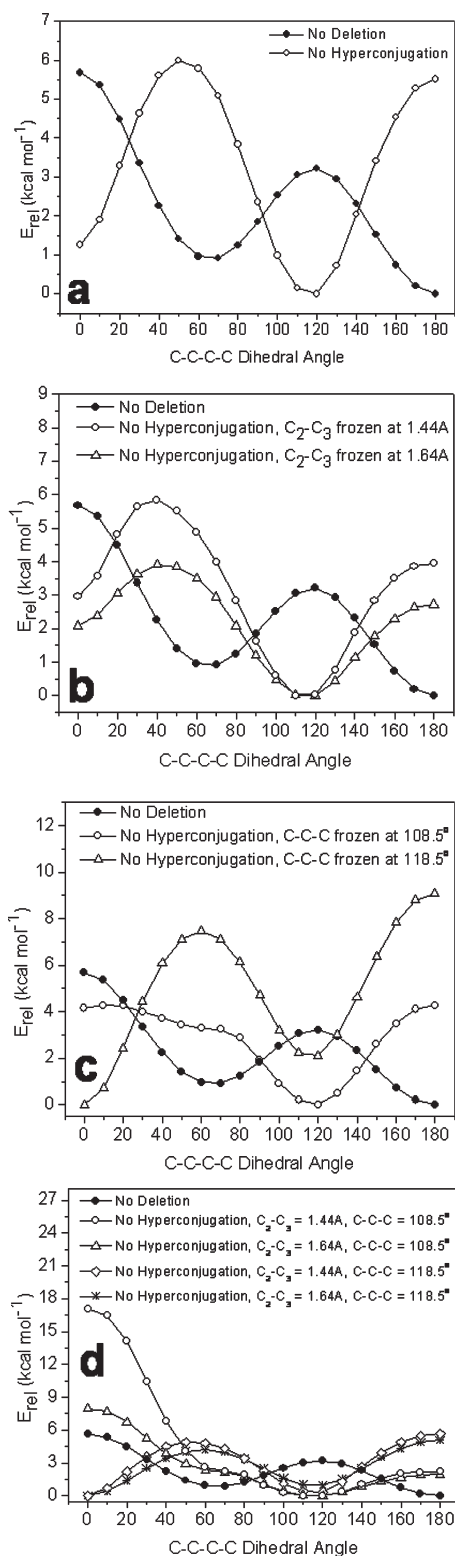 7
6
5
4
3
2
1
0
E_rel (kcal mol⁻¹)
No Deletion
No Hyperconjugation
a
0 20 40 60 80 100 120 140 160 180
C-C-C-C Dihedral Angle
9
8
7
6
5
4
3
2
1
0
E_rel (kcal mol⁻¹)
No Deletion
No Hyperconjugation, C₂-C₃ frozen at 1.44A
No Hyperconjugation, C₂-C₃ frozen at 1.64A
b
0 20 40 60 80 100 120 140 160 180
C-C-C-C Dihedral Angle
12
10
8
6
4
2
0
E_rel (kcal mol⁻¹)
No Deletion
No Hyperconjugation, C-C-C frozen at 108.5º
No Hyperconjugation, C-C-C frozen at 118.5º
c
0 20 40 60 80 100 120 140 160 180
C-C-C-C Dihedral Angle
27
24
21
18
15
12
9
6
3
0
E_rel (kcal mol⁻¹)
No Deletion
No Hyperconjugation, C₂-C₃ = 1.44A, C-C-C = 108.5º
No Hyperconjugation, C₂-C₃ = 1.64A, C-C-C = 108.5º
No Hyperconjugation, C₂-C₃ = 1.44A, C-C-C = 118.5º
No Hyperconjugation, C₂-C₃ = 1.64A, C-C-C = 118.5º
d
0 20 40 60 80 100 120 140 160 180
C-C-C-C Dihedral Angle